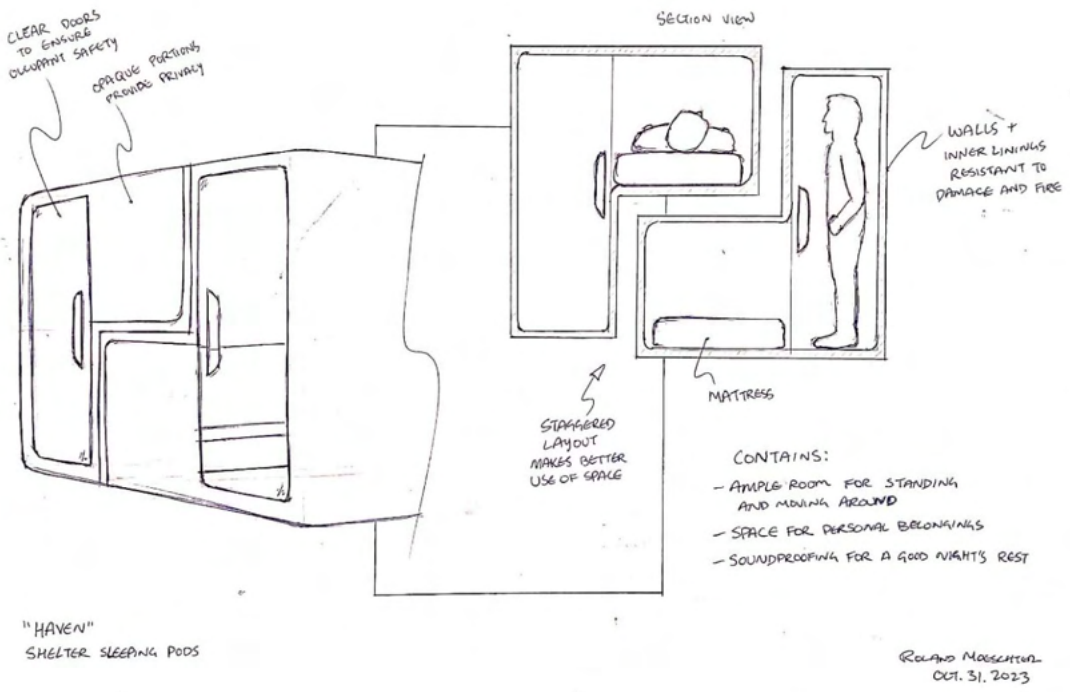 CLEAR DOORS
TO ENSURE
OCCUPANT SAFETY
OPAQUE PORTIONS
PROVIDE PRIVACY
SECTION VIEW
WALLS +
INNER LININGS
RESISTANT TO
DAMAGE AND FIRE
MATTRESS
STAGGERED
LAYOUT
MAKES BETTER
USE OF SPACE
CONTAINS:
- AMPLE ROOM FOR STANDING
AND MOVING AROUND
- SPACE FOR PERSONAL BELONGINGS
- SOUNDPROOFING FOR A GOOD NIGHT'S REST
"HAVEN"
SHELTER SLEEPING PODS
ROLAND
OCT. 31. 2023